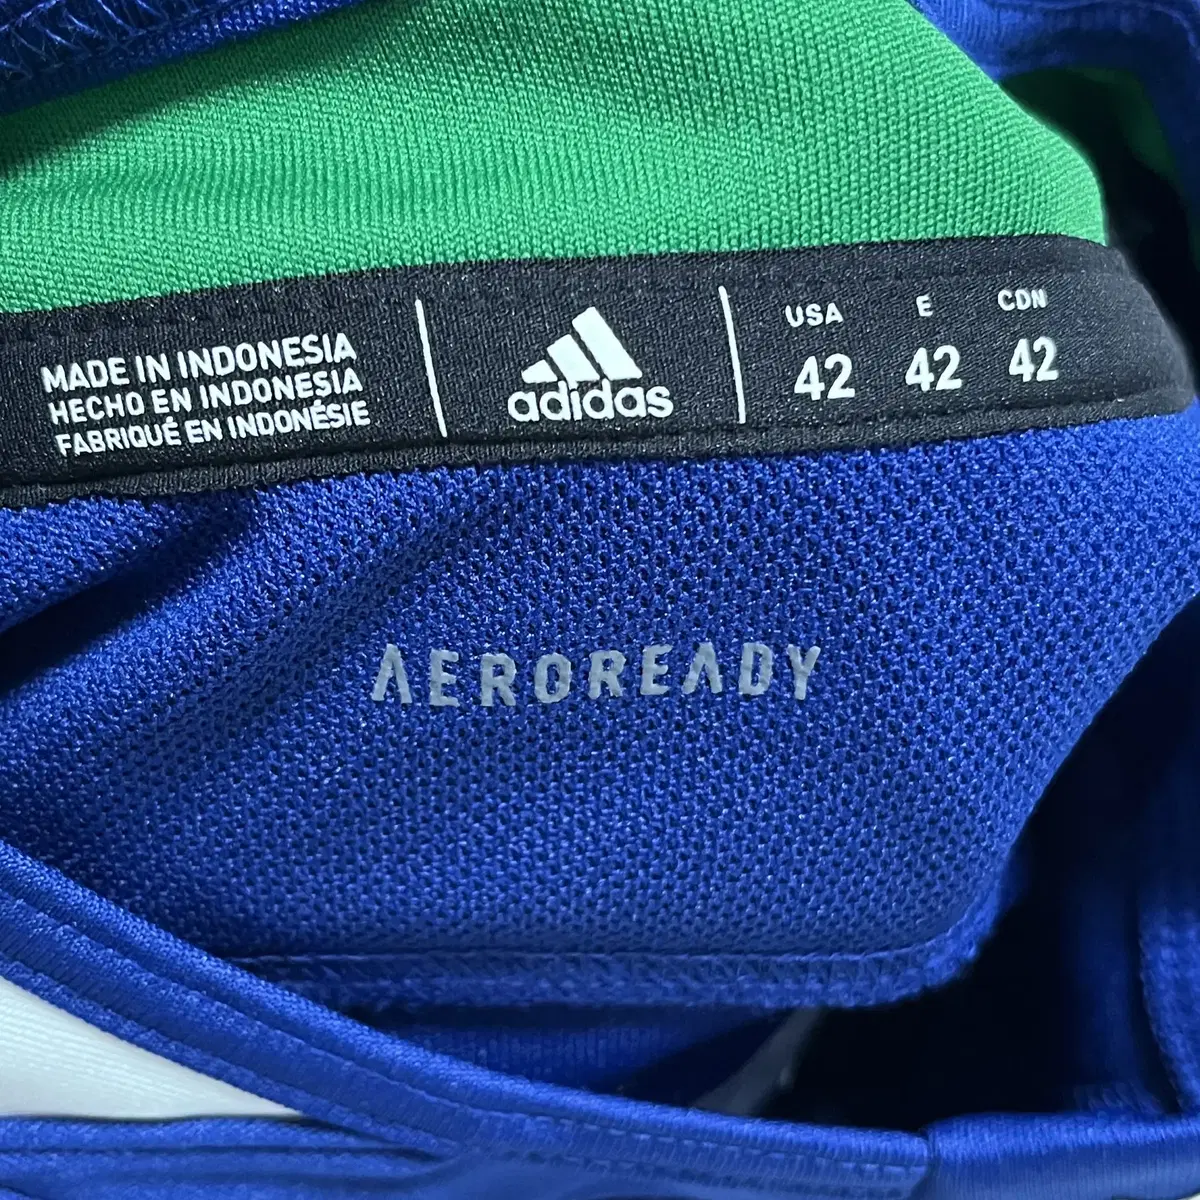 MADE IN INDONESIA
HECHO EN INDONESIA
FABRIQUÉ EN INDONÉSIE
adidas
USA E CDN
42 42 42
AEROREADY